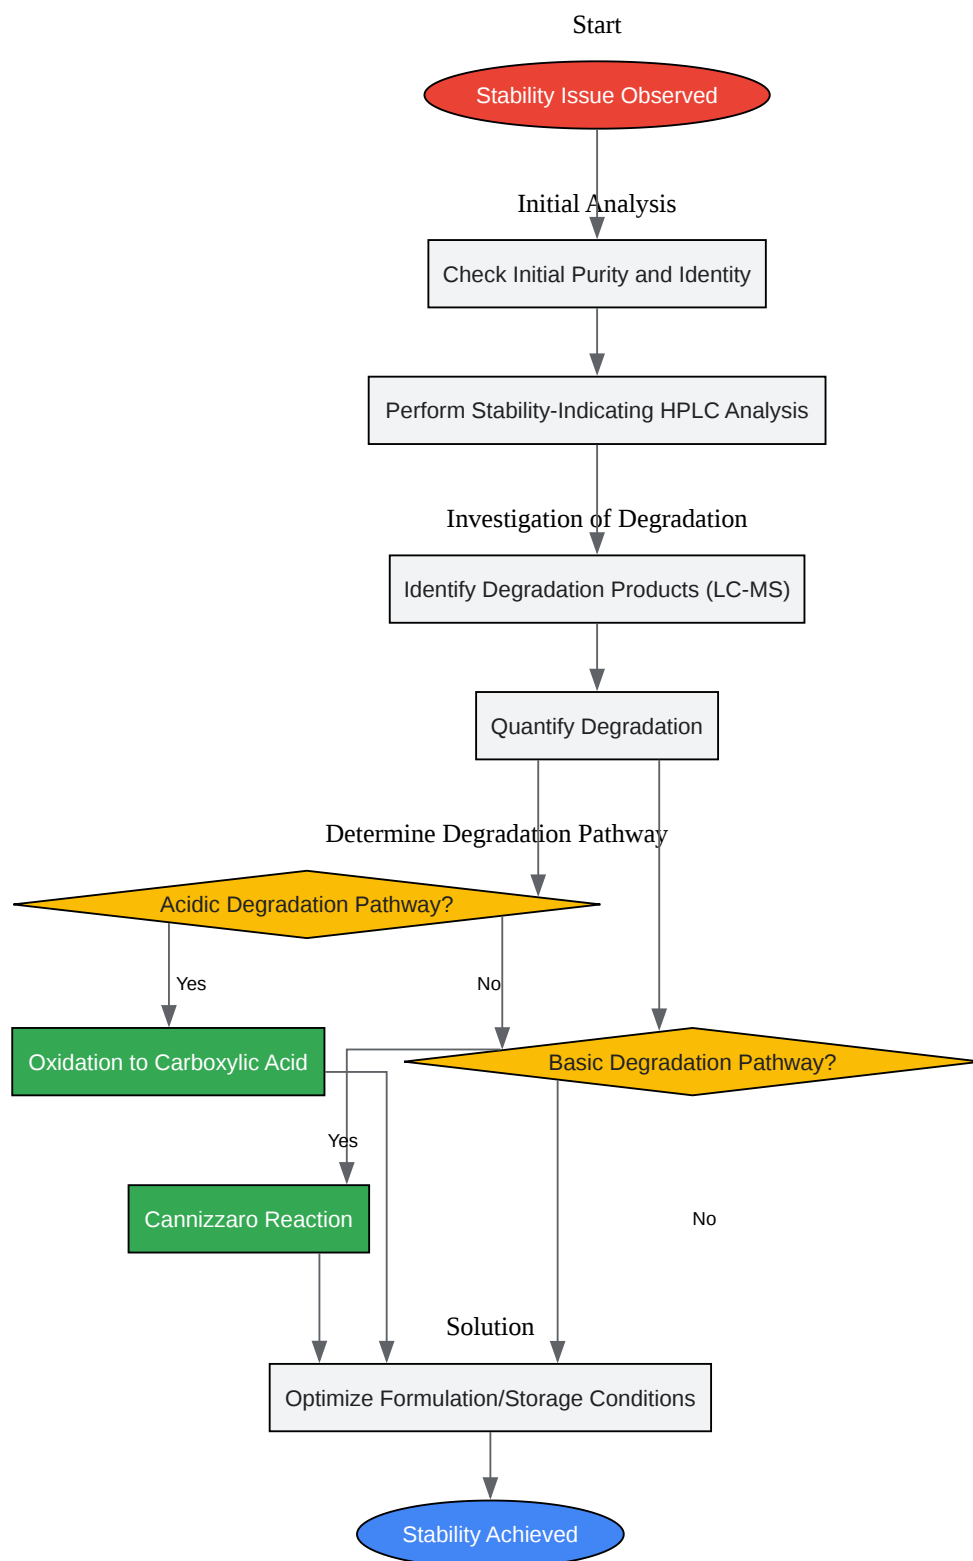 Start
Stability Issue Observed
Initial Analysis
Check Initial Purity and Identity
Perform Stability-Indicating HPLC Analysis
Investigation of Degradation
Identify Degradation Products (LC-MS)
Quantify Degradation
Determine Degradation Pathway
Acidic Degradation Pathway?
Yes
No
Oxidation to Carboxylic Acid
Basic Degradation Pathway?
Yes
Cannizzaro Reaction
No
Solution
Optimize Formulation/Storage Conditions
Stability Achieved